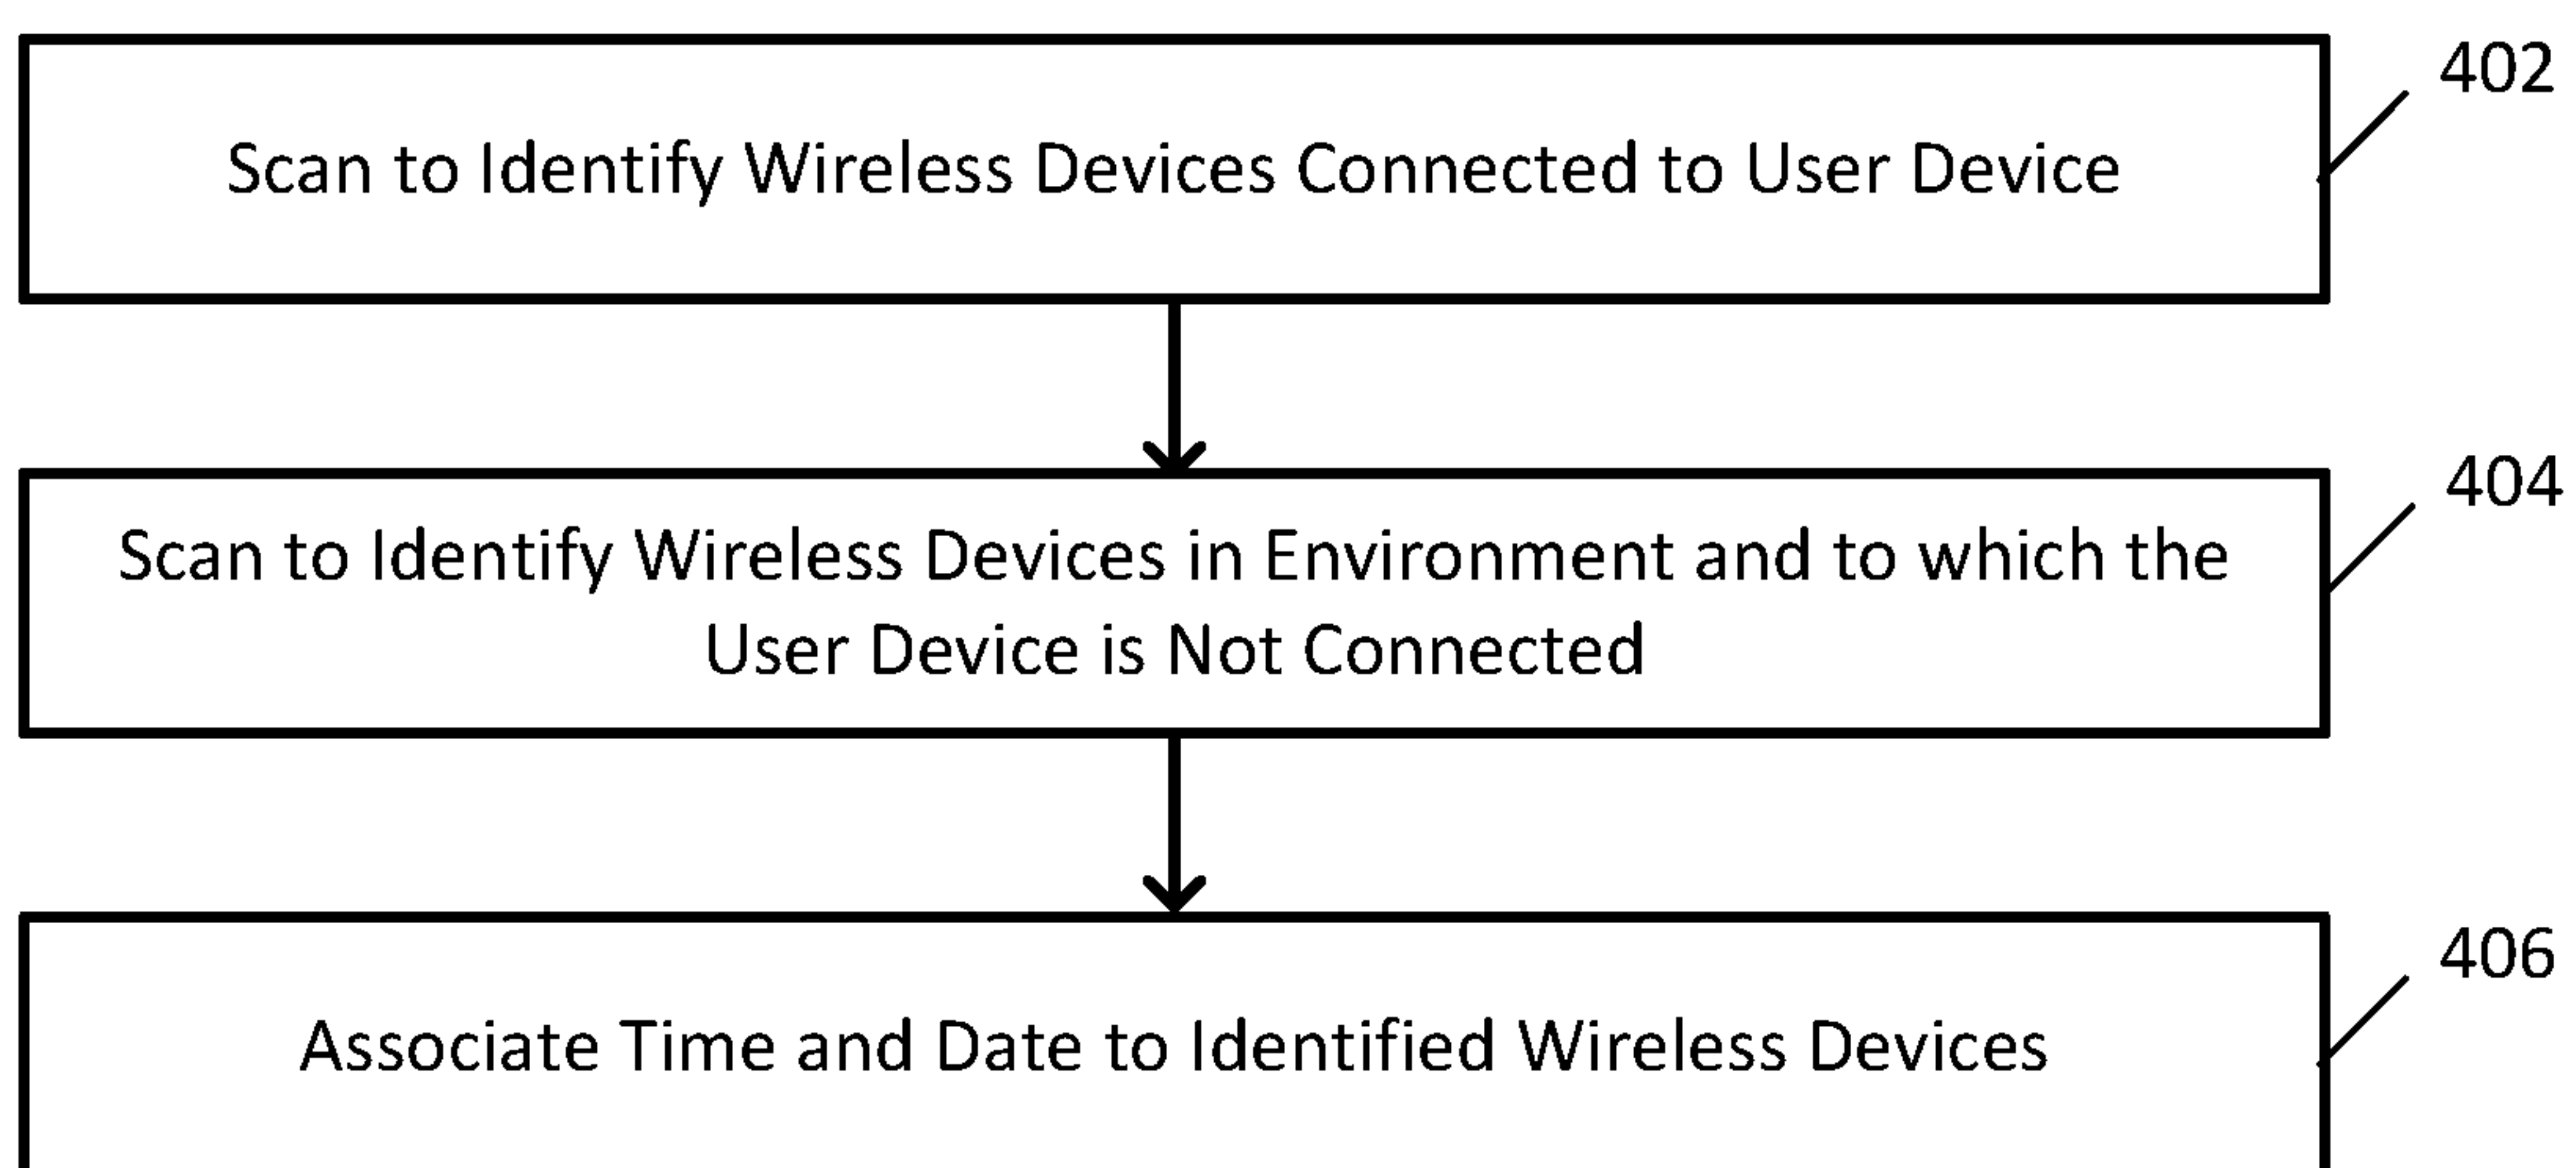 402
Scan to Identify Wireless Devices Connected to User Device
404
Scan to Identify Wireless Devices in Environment and to which the
User Device is Not Connected
406
Associate Time and Date to Identified Wireless Devices